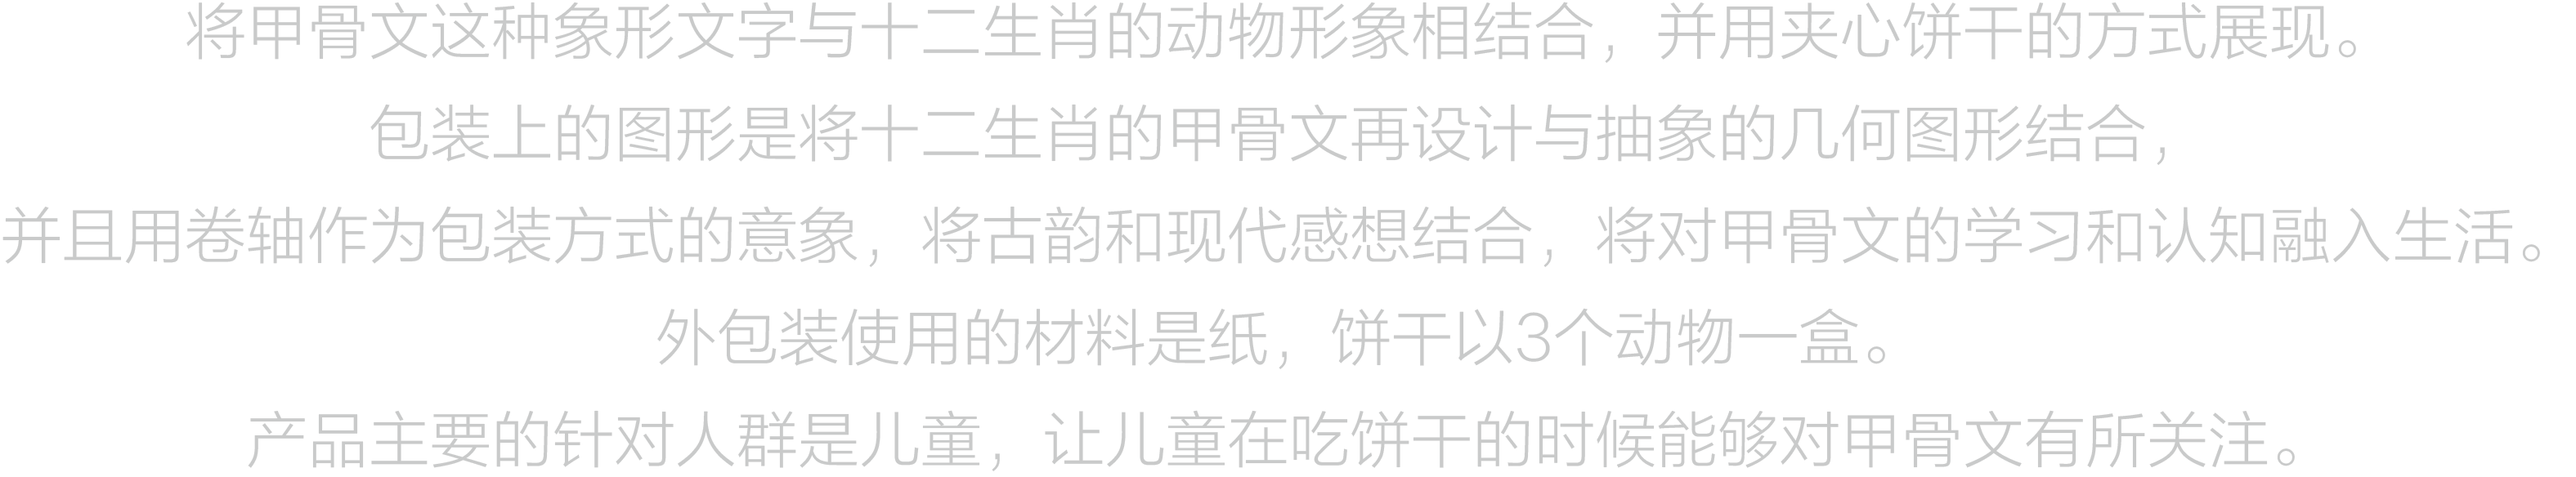 将甲骨文这种象形文字与十二生肖的动物形象相结合，并用夹心饼干的方式展现。
包装上的图形是将十二生肖的甲骨文再设计与抽象的几何图形结合，
并且用卷轴作为包装方式的意象，将古韵和现代感想结合，将对甲骨文的学习和认知融入生活。
外包装使用的材料是纸，饼干以3个动物一盒。
产品主要的针对人群是儿童，让儿童在吃饼干的时候能够对甲骨文有所关注。